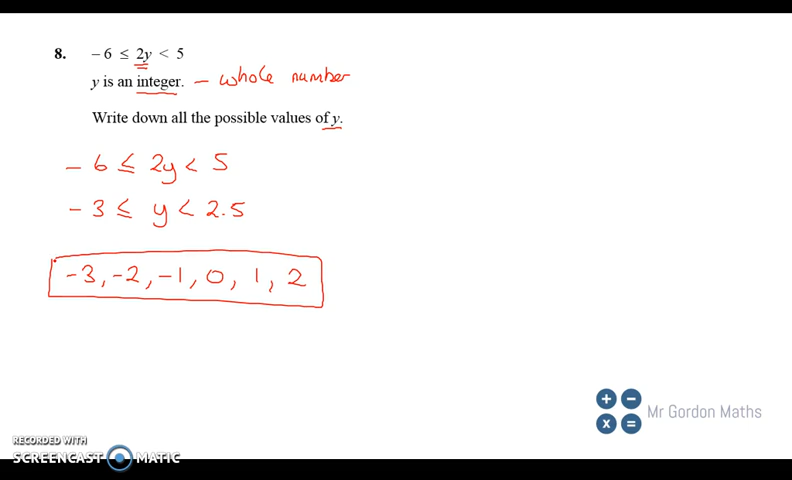 8. – 6 ≤ 2y < 5
y is an integer. – whole number
Write down all the possible values of y.
– 6 ≤ 2y < 5
– 3 ≤ y < 2.5
-3, -2, -1, 0, 1, 2
+ −
x =
Mr Gordon Maths
RECORDED WITH
SCREENCAST MATIC